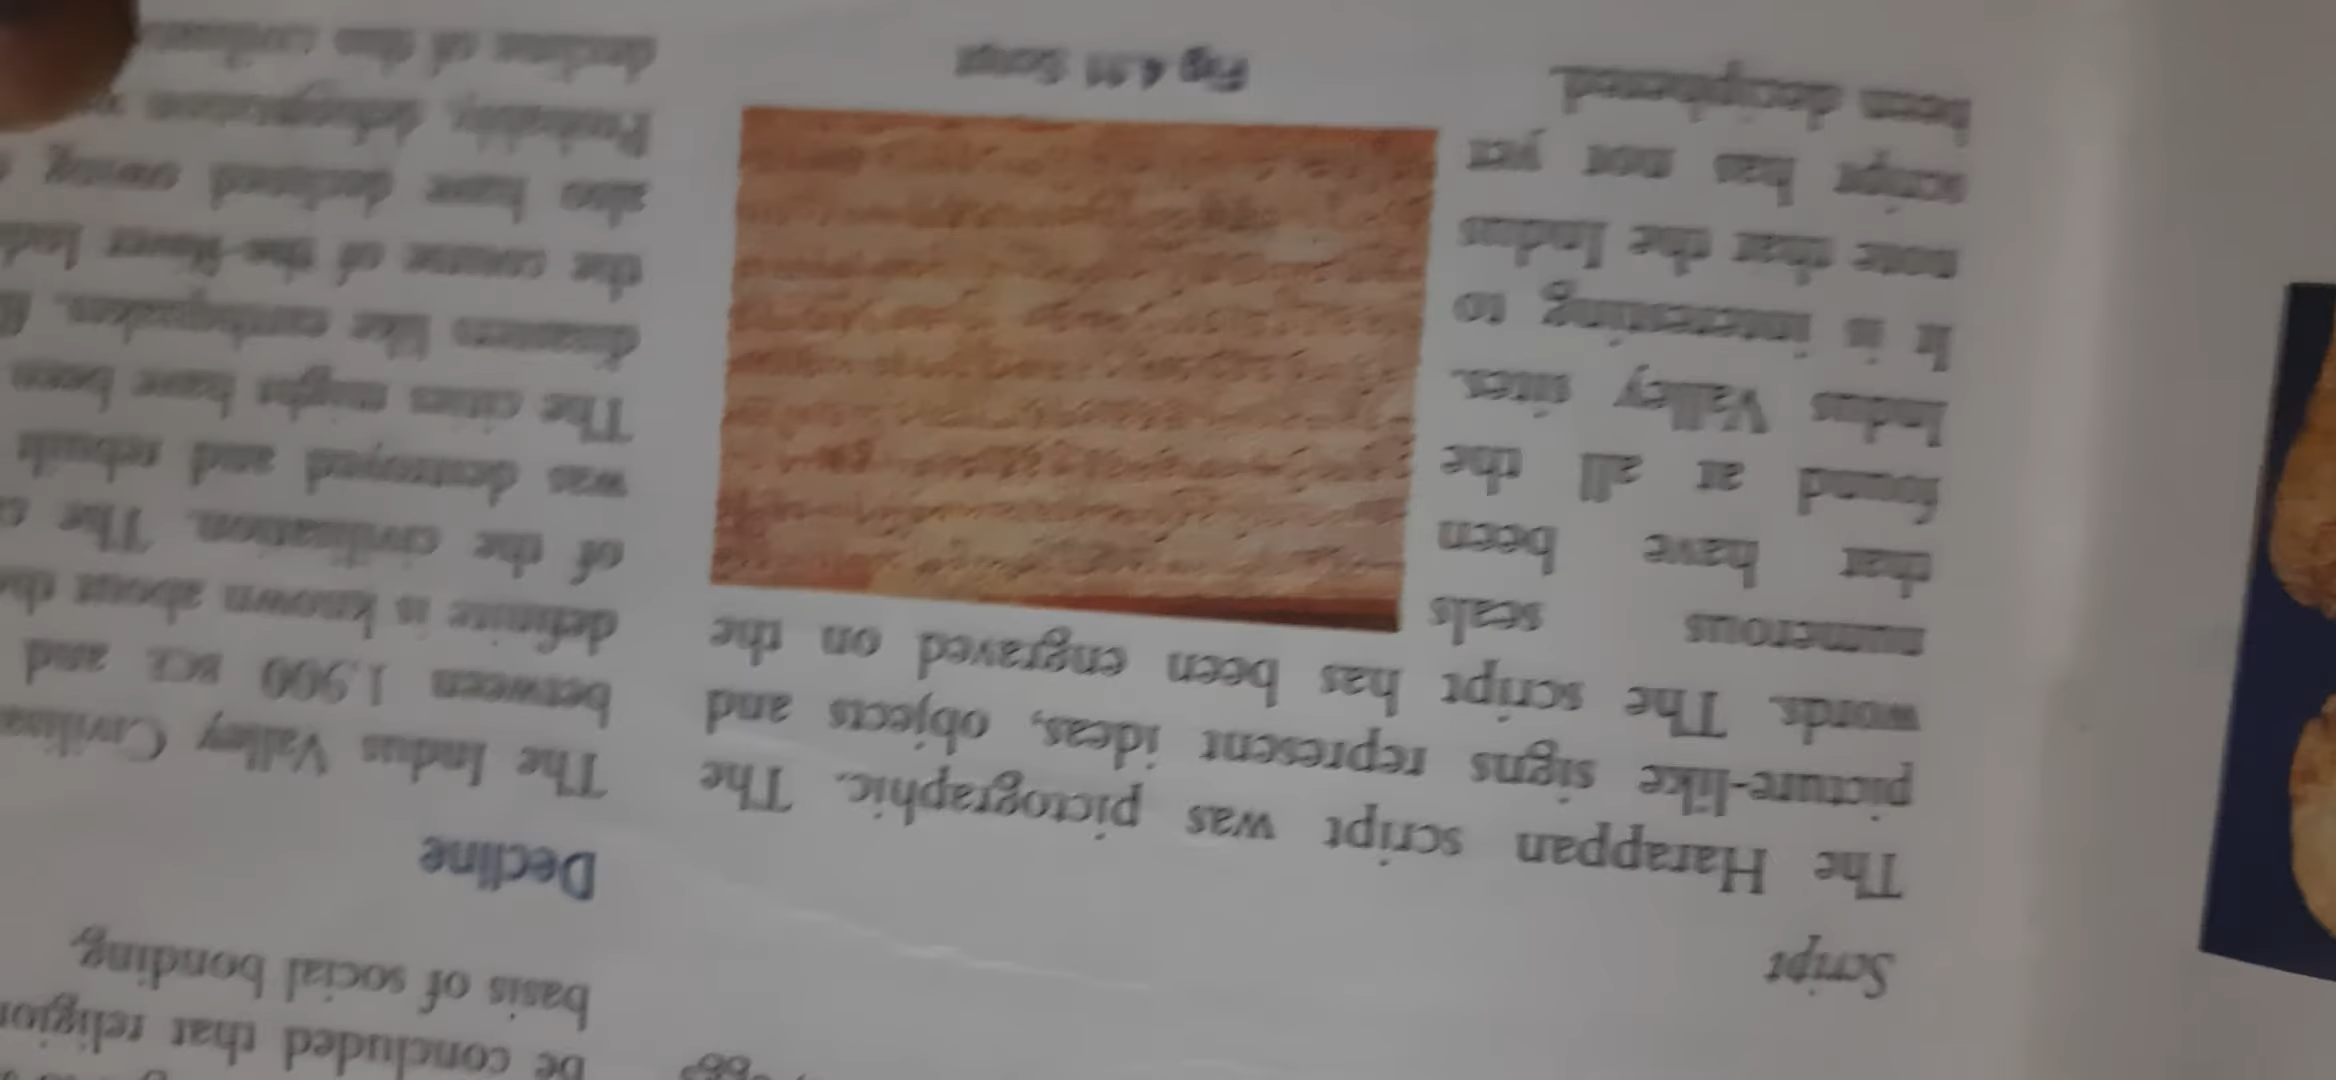 Script
The Harappan script was pictographic. The
picture-like signs represent ideas, objects and
words. The script has been engraved on the
numerous seals
that have been
found at all the
Indus Valley sites.
It is interesting to
note that the Indus
script has not yet
been deciphered.
Fig 4.11 Script
be concluded that
basis of social bonding.
Decline
The Indus Valley
between 1,900 BCE and
definite is known about
of the civilisation. The
was destroyed and rebuilt
The cities might have been
disasters like earthquakes,
the course of the River
also have declined owing
Probably, deforestation
decline of the